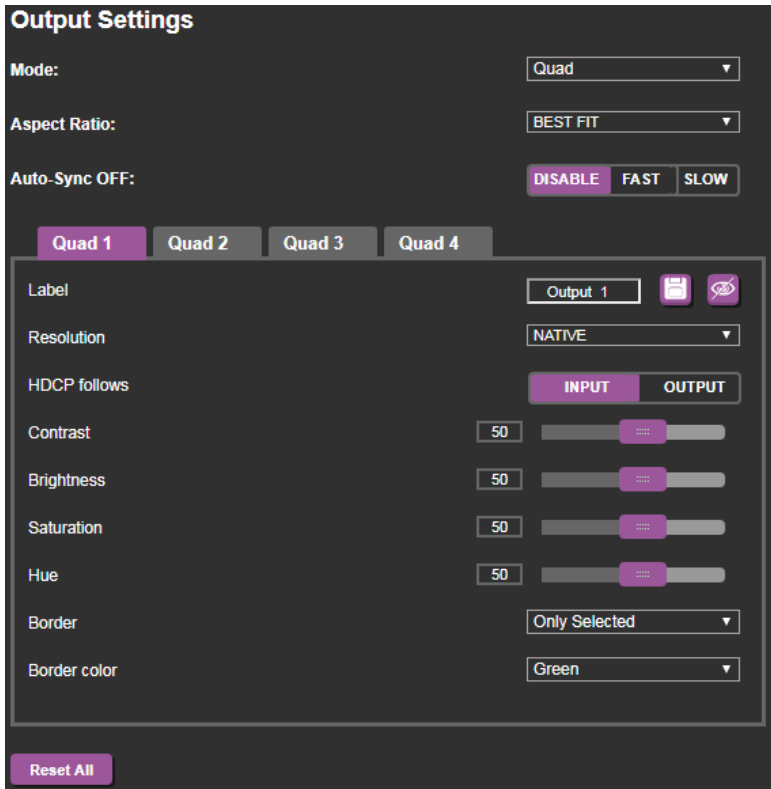 Output Settings
Mode: Quad
Aspect Ratio: BEST FIT
Auto-Sync OFF: DISABLE FAST SLOW
Quad 1 Quad 2 Quad 3 Quad 4
Label Output 1
Resolution NATIVE
HDCP follows INPUT OUTPUT
Contrast 50
Brightness 50
Saturation 50
Hue 50
Border Only Selected
Border color Green
Reset All